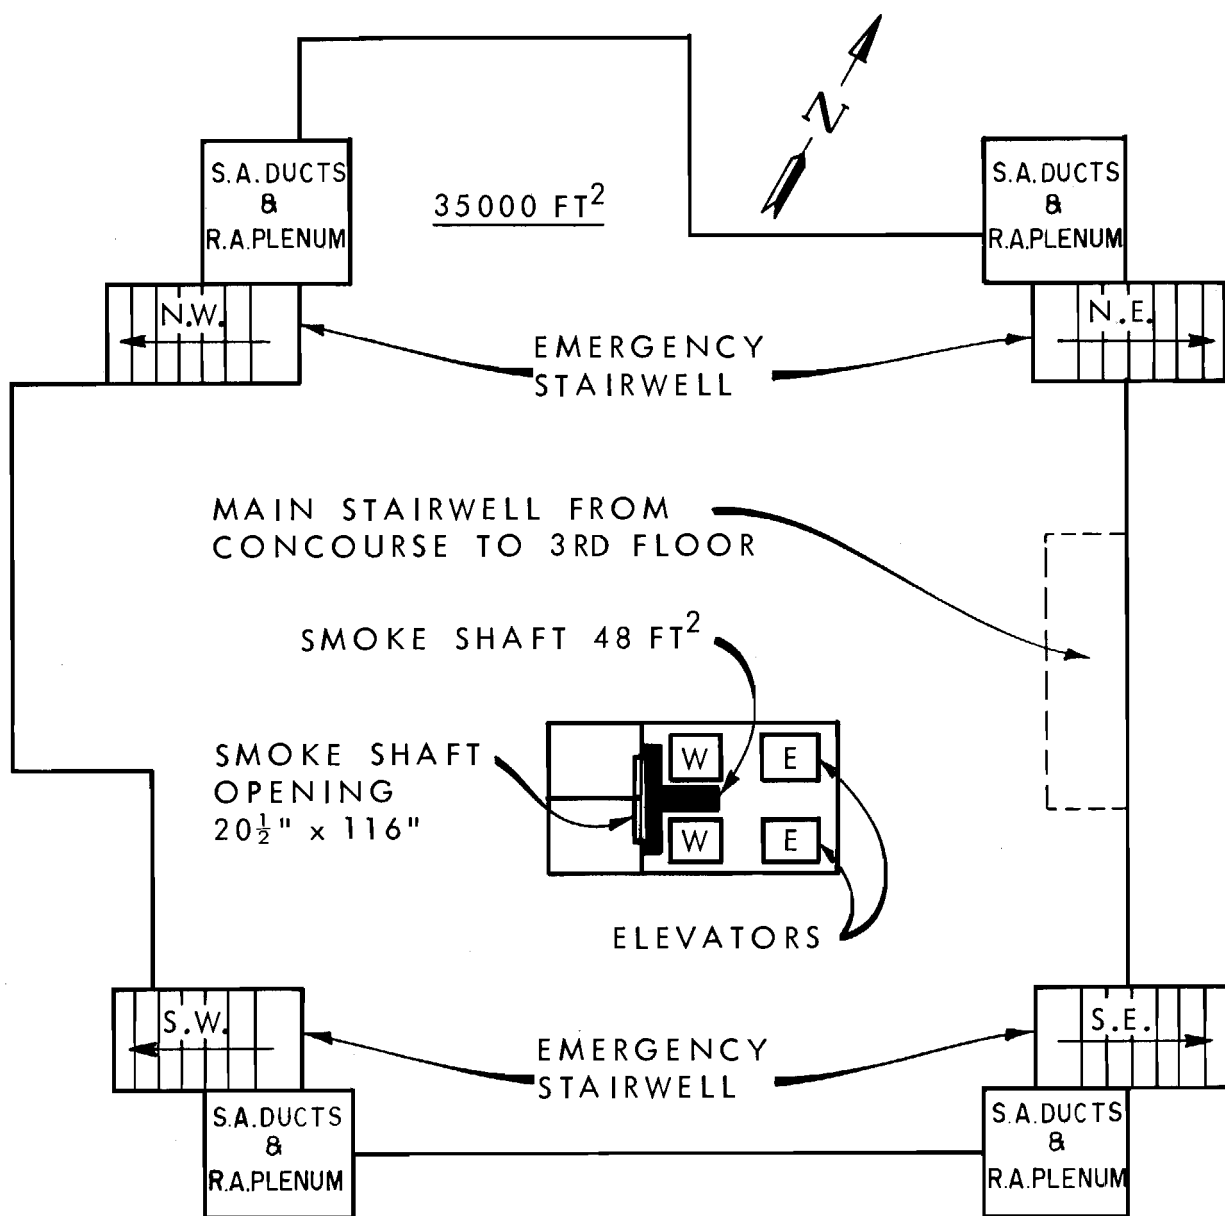 N
S.A. DUCTS
&
R.A. PLENUM
35000 FT²
S.A. DUCTS
&
R.A. PLENUM
N.W.
N.E.
EMERGENCY
STAIRWELL
MAIN STAIRWELL FROM
CONCOURSE TO 3RD FLOOR
SMOKE SHAFT 48 FT²
SMOKE SHAFT
OPENING
20½" x 116"
W
E
W
E
ELEVATORS
S.W.
S.E.
EMERGENCY
STAIRWELL
S.A. DUCTS
&
R.A. PLENUM
S.A. DUCTS
&
R.A. PLENUM